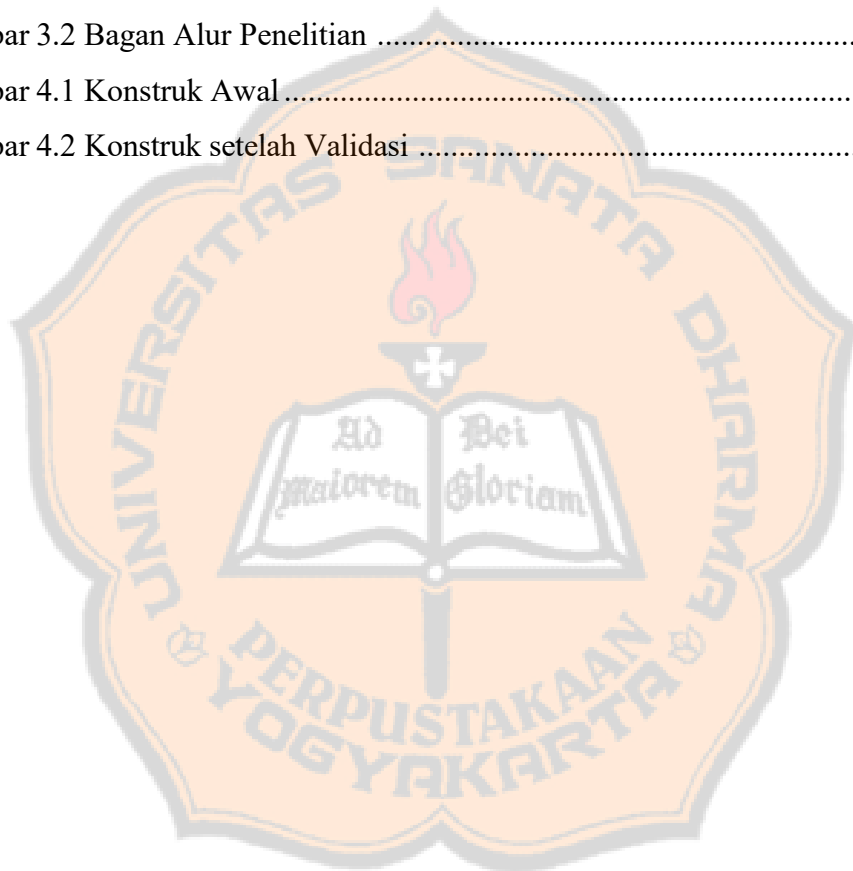 bar 3.2 Bagan Alur Penelitian ..........................................................
bar 4.1 Konstruk Awal........................................................................
bar 4.2 Konstruk setelah Validasi .....................................................
UNIVERSITAS SANATA DHARMA
Ad
maiorem
Dei
Gloriam
PERPUSTAKAAN
YOGYAKARTA